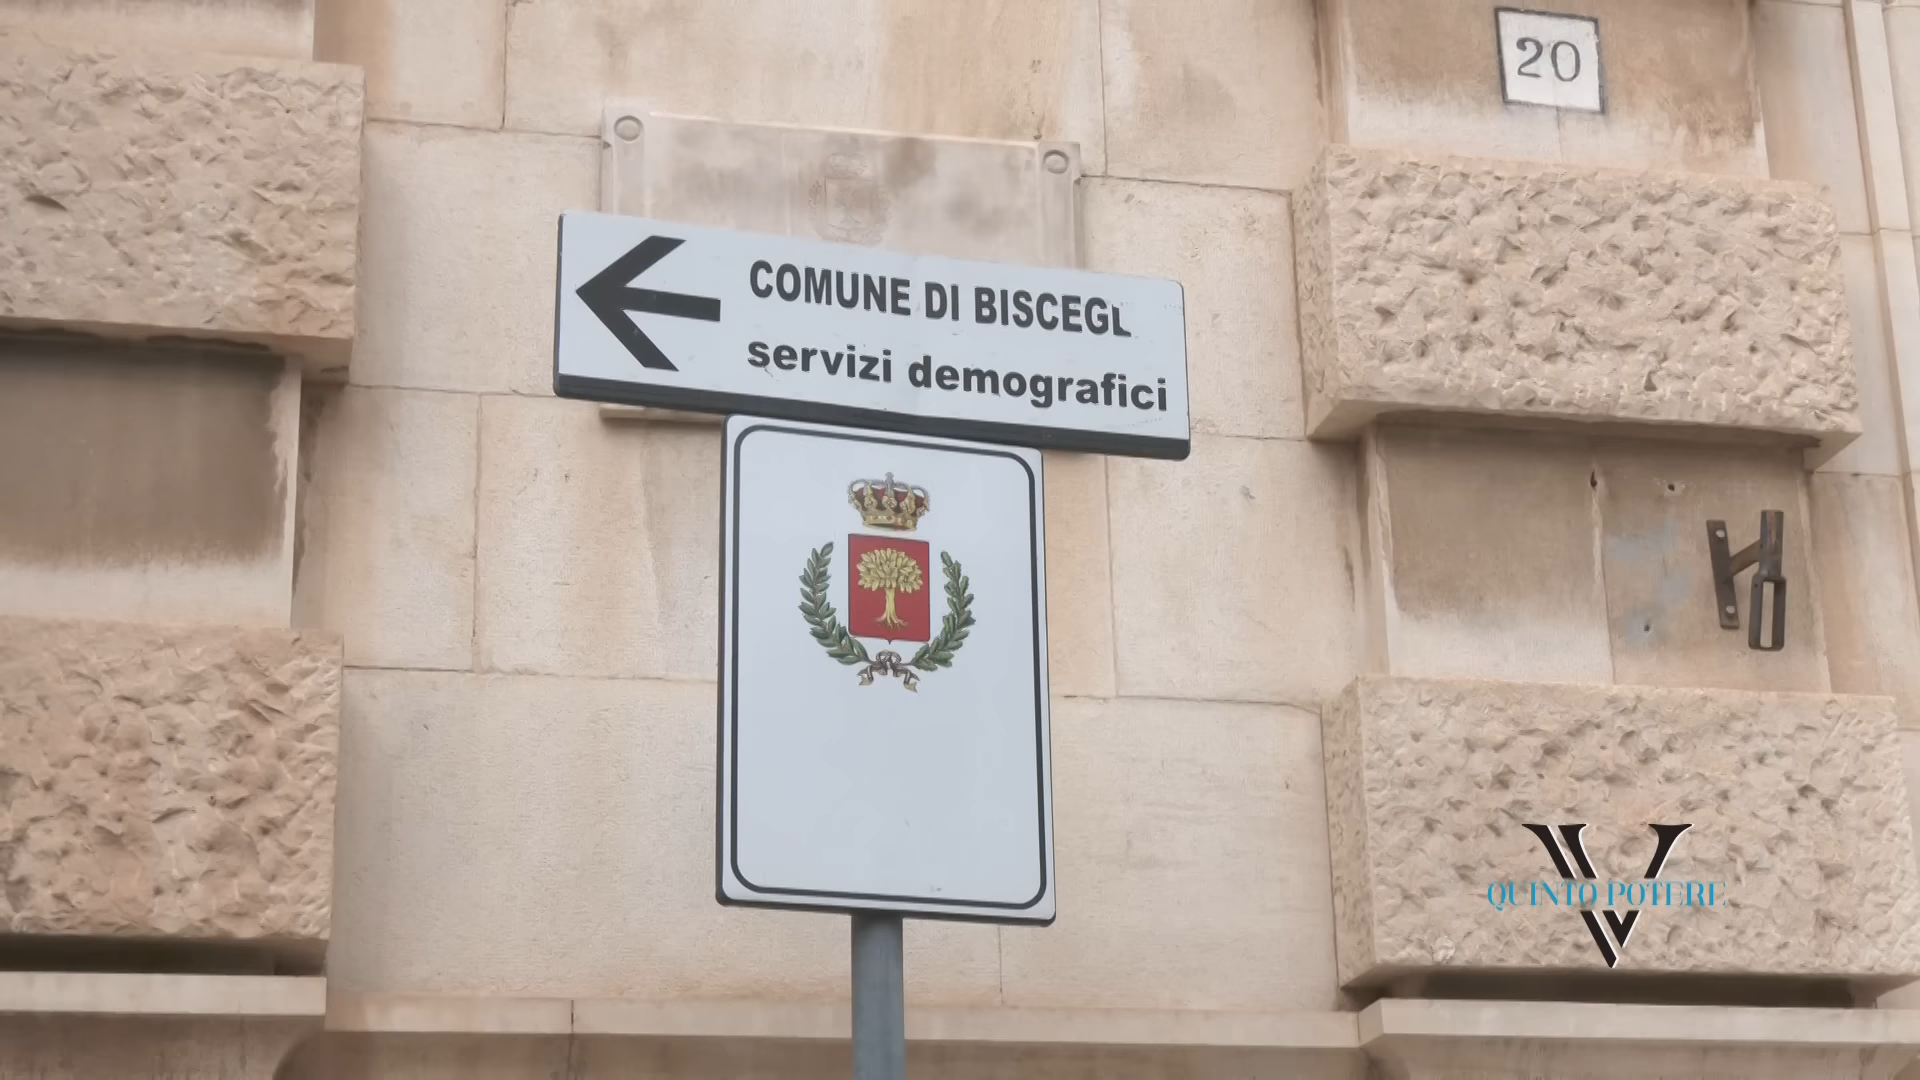 20
COMUNE DI BISCEGL
servizi demografici
QUINTO POTERE